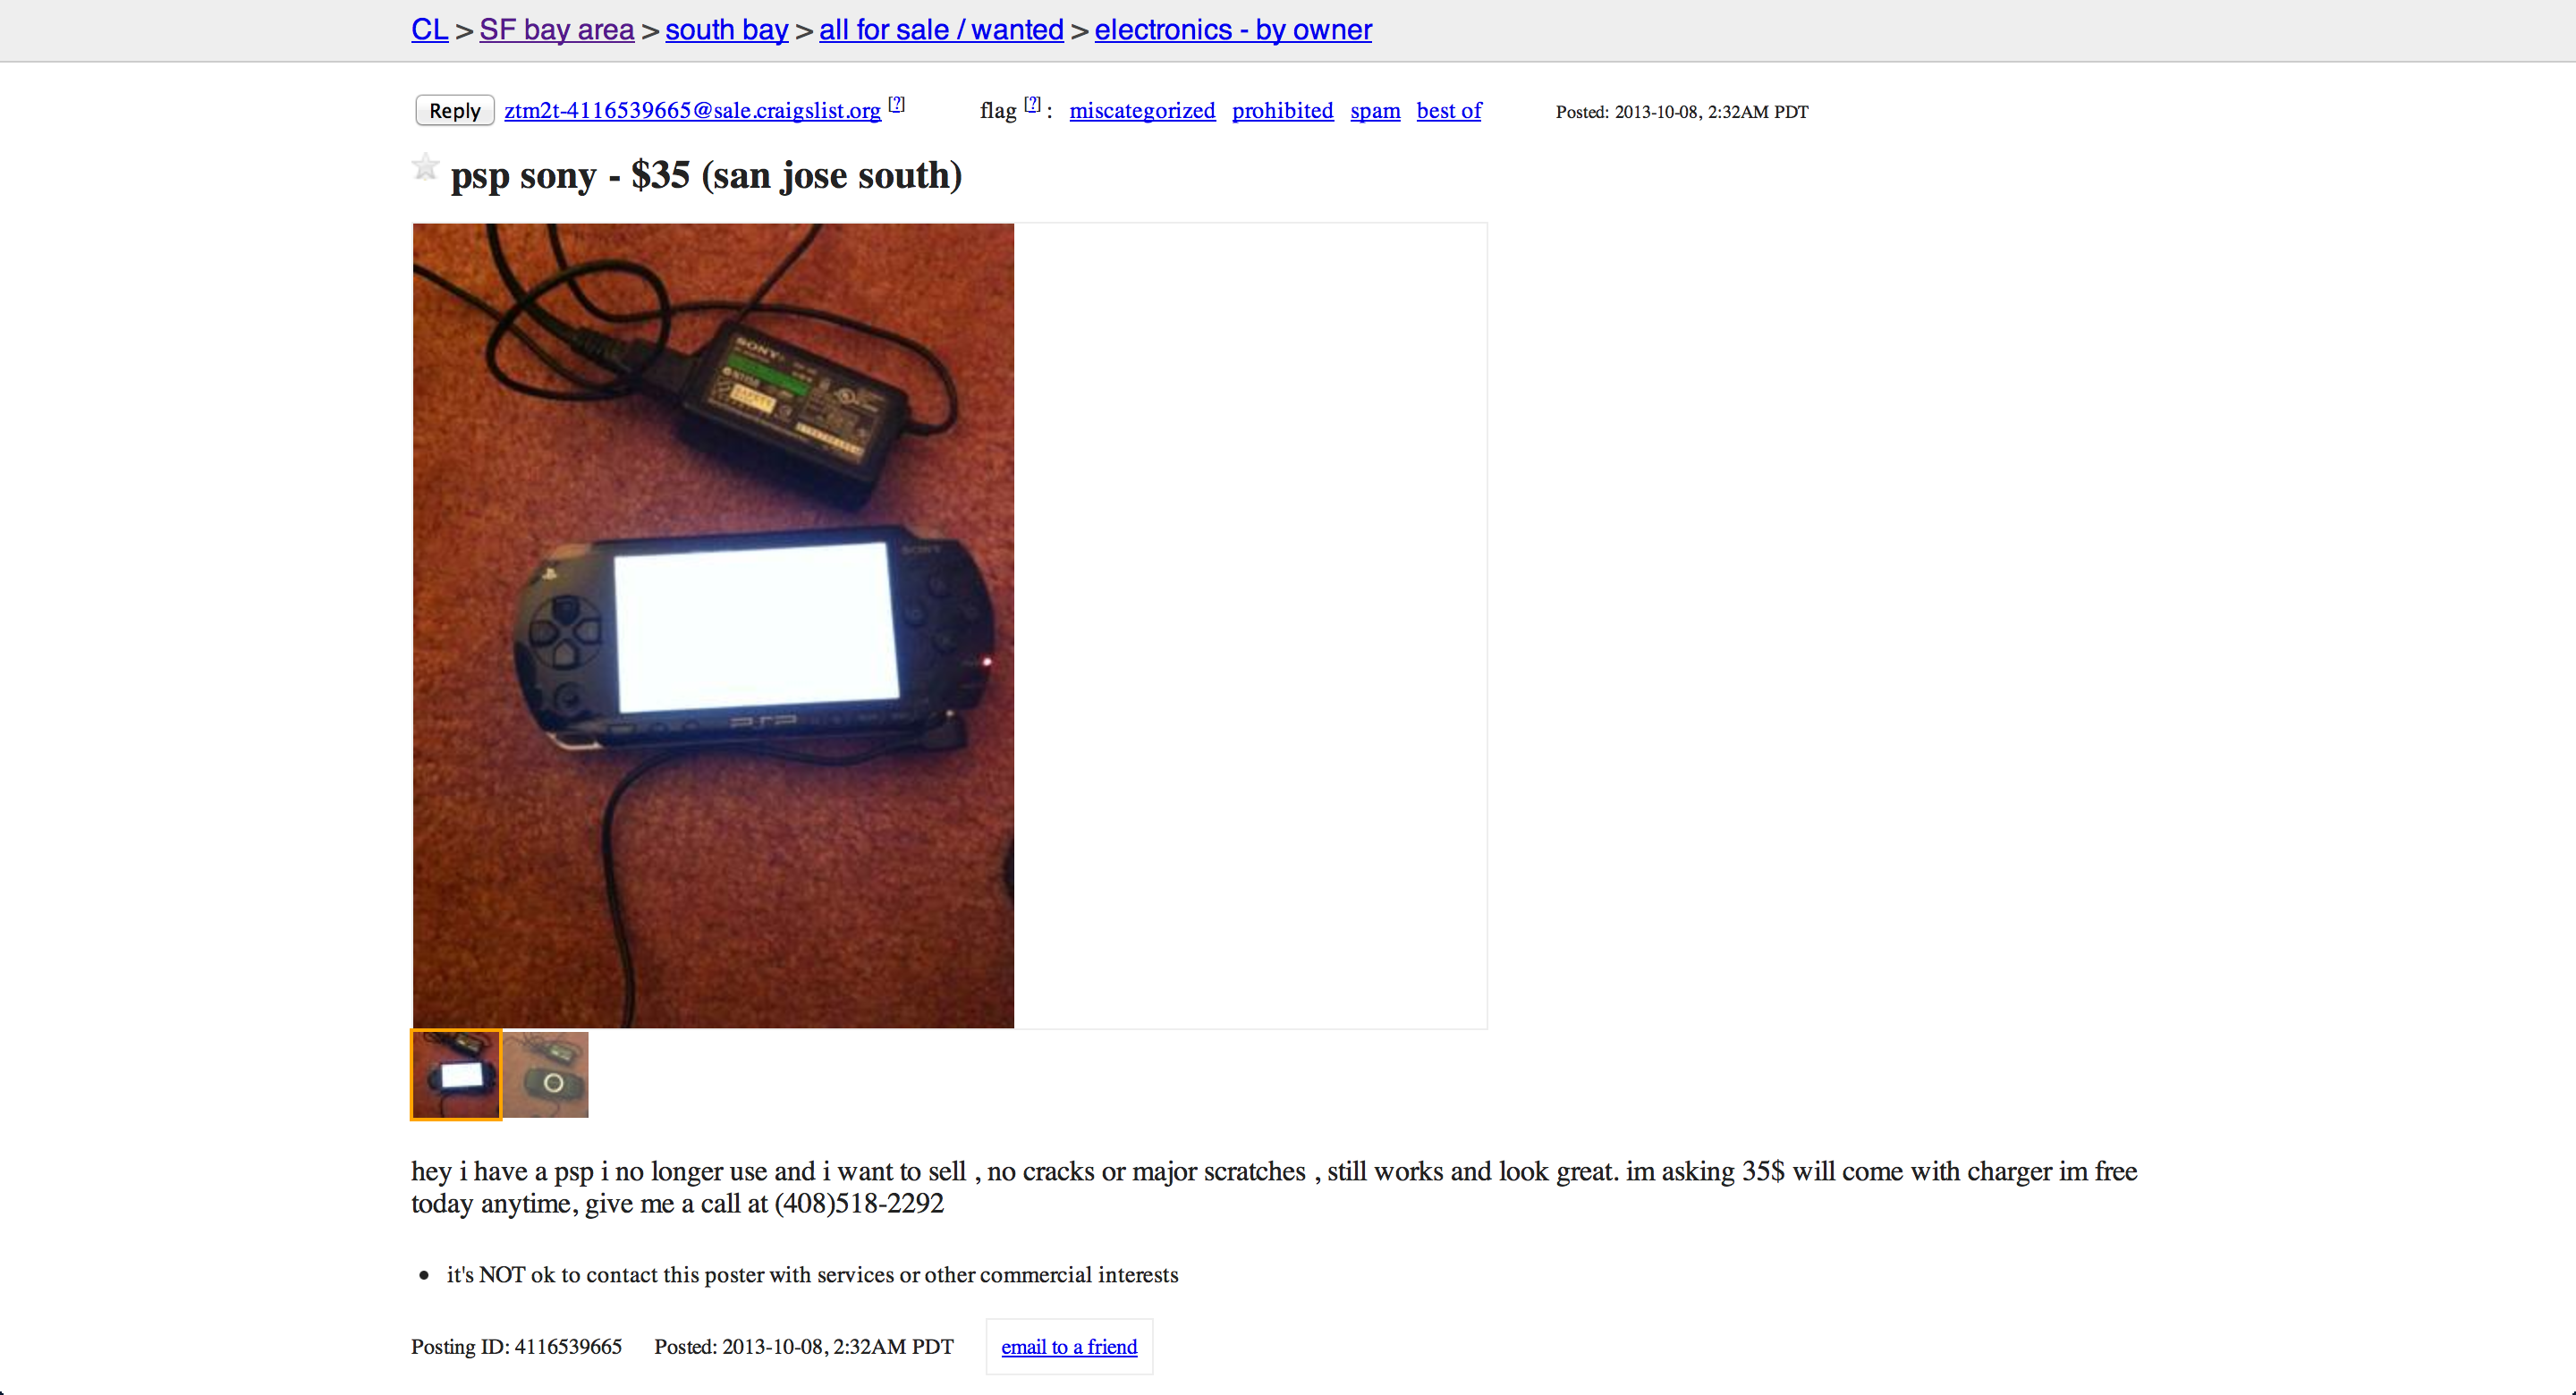 CL > SF bay area > south bay > all for sale / wanted > electronics - by owner
Reply ztm2t-4116539665@sale.craigslist.org [?] flag [?] : miscategorized prohibited spam best of Posted: 2013-10-08, 2:32AM PDT
psp sony - $35 (san jose south)
SONY
SONY
PSP
hey i have a psp i no longer use and i want to sell , no cracks or major scratches , still works and look great. im asking 35$ will come with charger im free
today anytime, give me a call at (408)518-2292
it's NOT ok to contact this poster with services or other commercial interests
Posting ID: 4116539665 Posted: 2013-10-08, 2:32AM PDT email to a friend